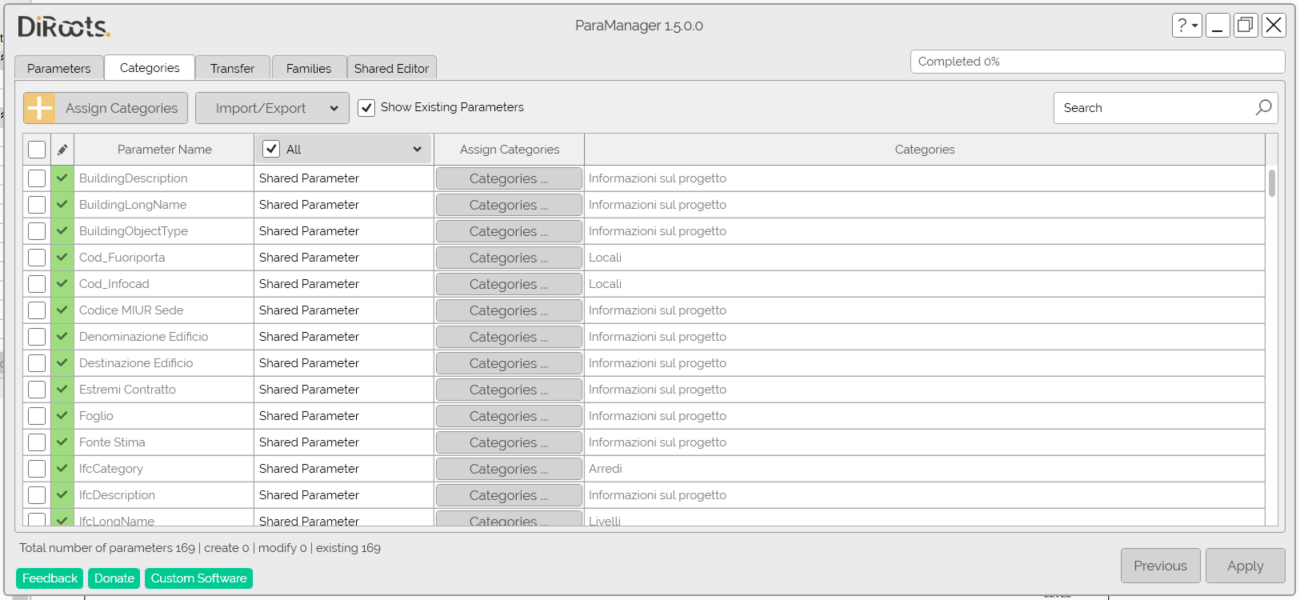 DiRoots.
ParaManager 1.5.0.0
?
Parameters Categories Transfer Families Shared Editor
Completed 0%
Assign Categories Import/Export Show Existing Parameters Search
Parameter Name All Assign Categories Categories
BuildingDescription Shared Parameter Categories ... Informazioni sul progetto
BuildingLongName Shared Parameter Categories ... Informazioni sul progetto
BuildingObjectType Shared Parameter Categories ... Informazioni sul progetto
Cod_Fuoriporta Shared Parameter Categories ... Locali
Cod_Infocad Shared Parameter Categories ... Locali
Codice MIUR Sede Shared Parameter Categories ... Informazioni sul progetto
Denominazione Edificio Shared Parameter Categories ... Informazioni sul progetto
Destinazione Edificio Shared Parameter Categories ... Informazioni sul progetto
Estremi Contratto Shared Parameter Categories ... Informazioni sul progetto
Foglio Shared Parameter Categories ... Informazioni sul progetto
Fonte Stima Shared Parameter Categories ... Informazioni sul progetto
IfcCategory Shared Parameter Categories ... Arredi
IfcDescription Shared Parameter Categories ... Informazioni sul progetto
IfcLongName Shared Parameter Categories ... Livelli
Total number of parameters 169 | create 0 | modify 0 | existing 169
Previous Apply
Feedback Donate Custom Software